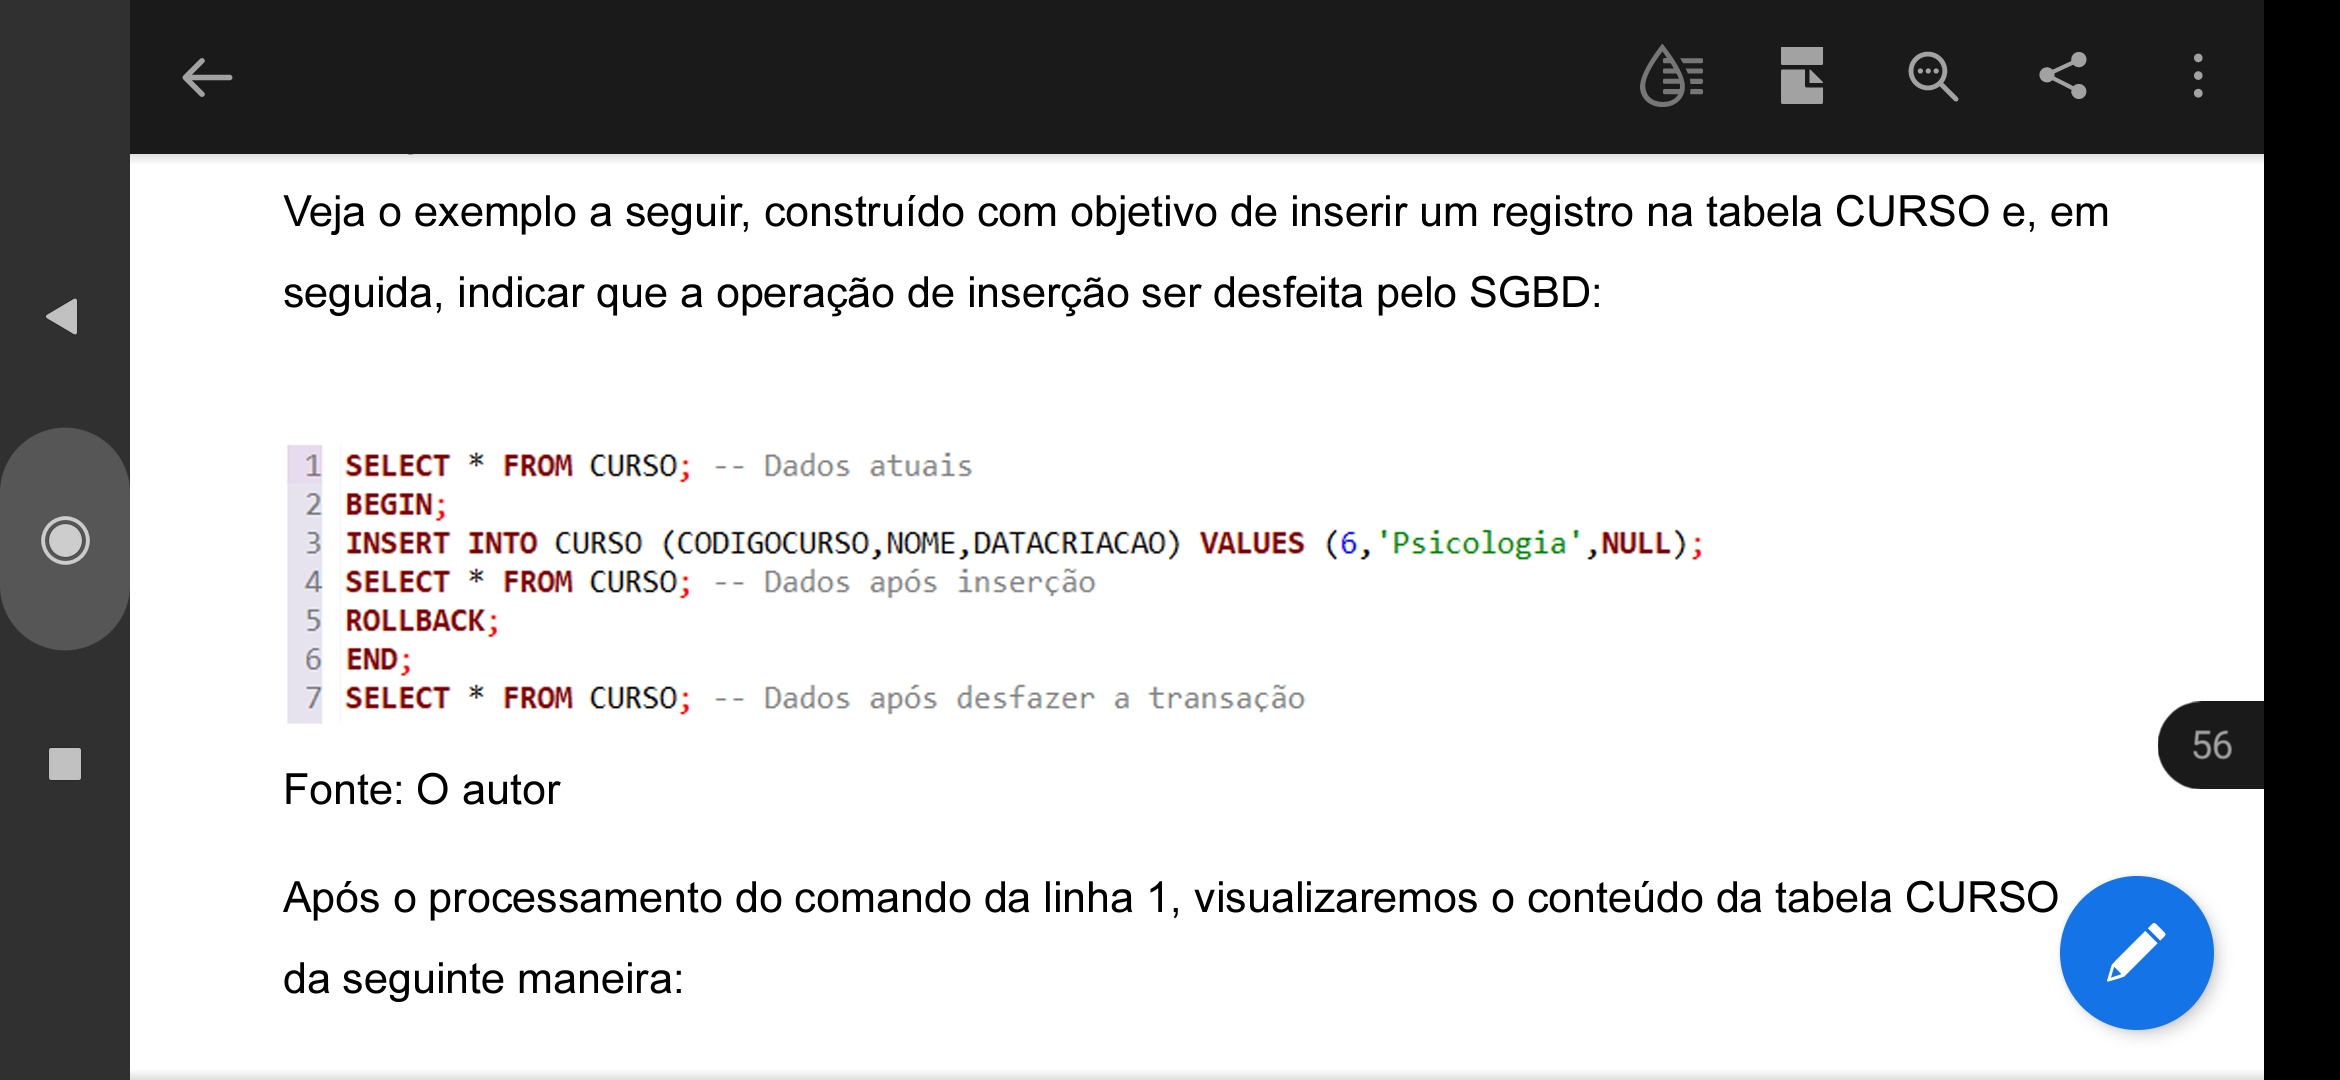 Veja o exemplo a seguir, construído com objetivo de inserir um registro na tabela CURSO e, em
seguida, indicar que a operação de inserção ser desfeita pelo SGBD:
1 SELECT * FROM CURSO; -- Dados atuais
2 BEGIN;
3 INSERT INTO CURSO (CODIGOCURSO,NOME,DATACRIACAO) VALUES (6,'Psicologia',NULL);
4 SELECT * FROM CURSO; -- Dados após inserção
5 ROLLBACK;
6 END;
7 SELECT * FROM CURSO; -- Dados após desfazer a transação
56
Fonte: O autor
Após o processamento do comando da linha 1, visualizaremos o conteúdo da tabela CURSO
da seguinte maneira: